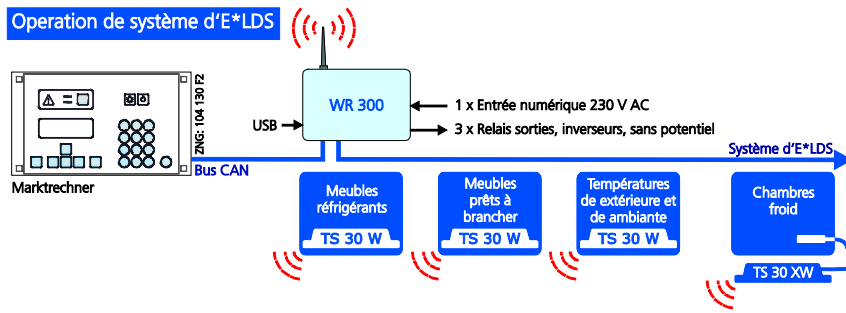 Operation de système d'E*LDS
WR 300
USB
1 x Entrée numérique 230 V AC
3 x Relais sorties, inverseurs, sans potentiel
ZNG: 104 130 F2
Marktrechner
Bus CAN
Système d'E*LDS
Meubles
réfrigérants
TS 30 W
Meubles
prêts à
brancher
TS 30 W
Températures
de extérieure et
de ambiante
TS 30 W
Chambres
froid
TS 30 XW